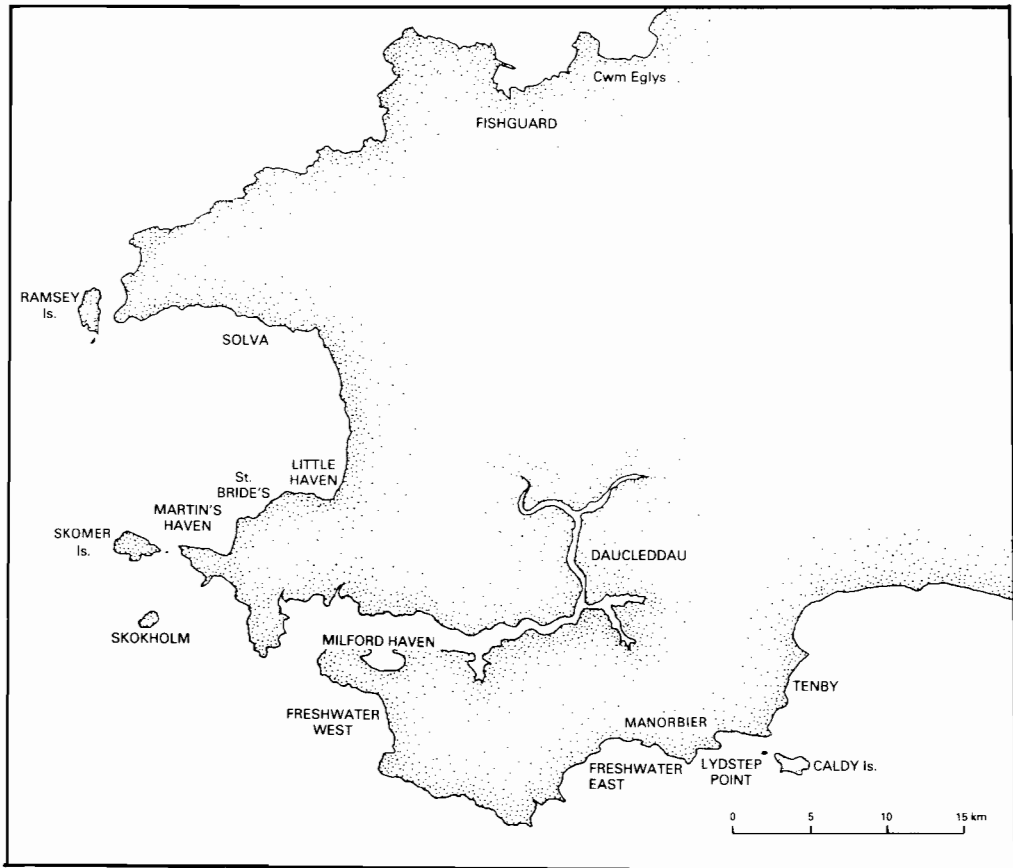 Cwm Eglys
FISHGUARD
RAMSEY
Is.
SOLVA
LITTLE
HAVEN
St.
BRIDE'S
MARTIN'S
HAVEN
SKOMER
Is.
DAUCLEDDAU
SKOKHOLM
MILFORD HAVEN
TENBY
FRESHWATER
WEST
MANORBIER
FRESHWATER
EAST
LYDSTEP
POINT
CALDY Is.
0 5 10 15 km